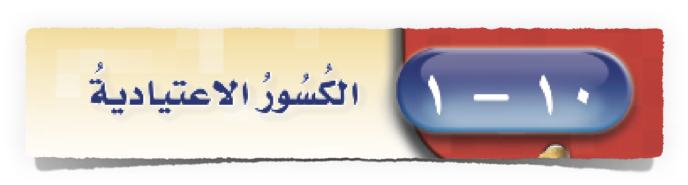 ١٠ – ١ الكُسُورُ الاعتياديةُ